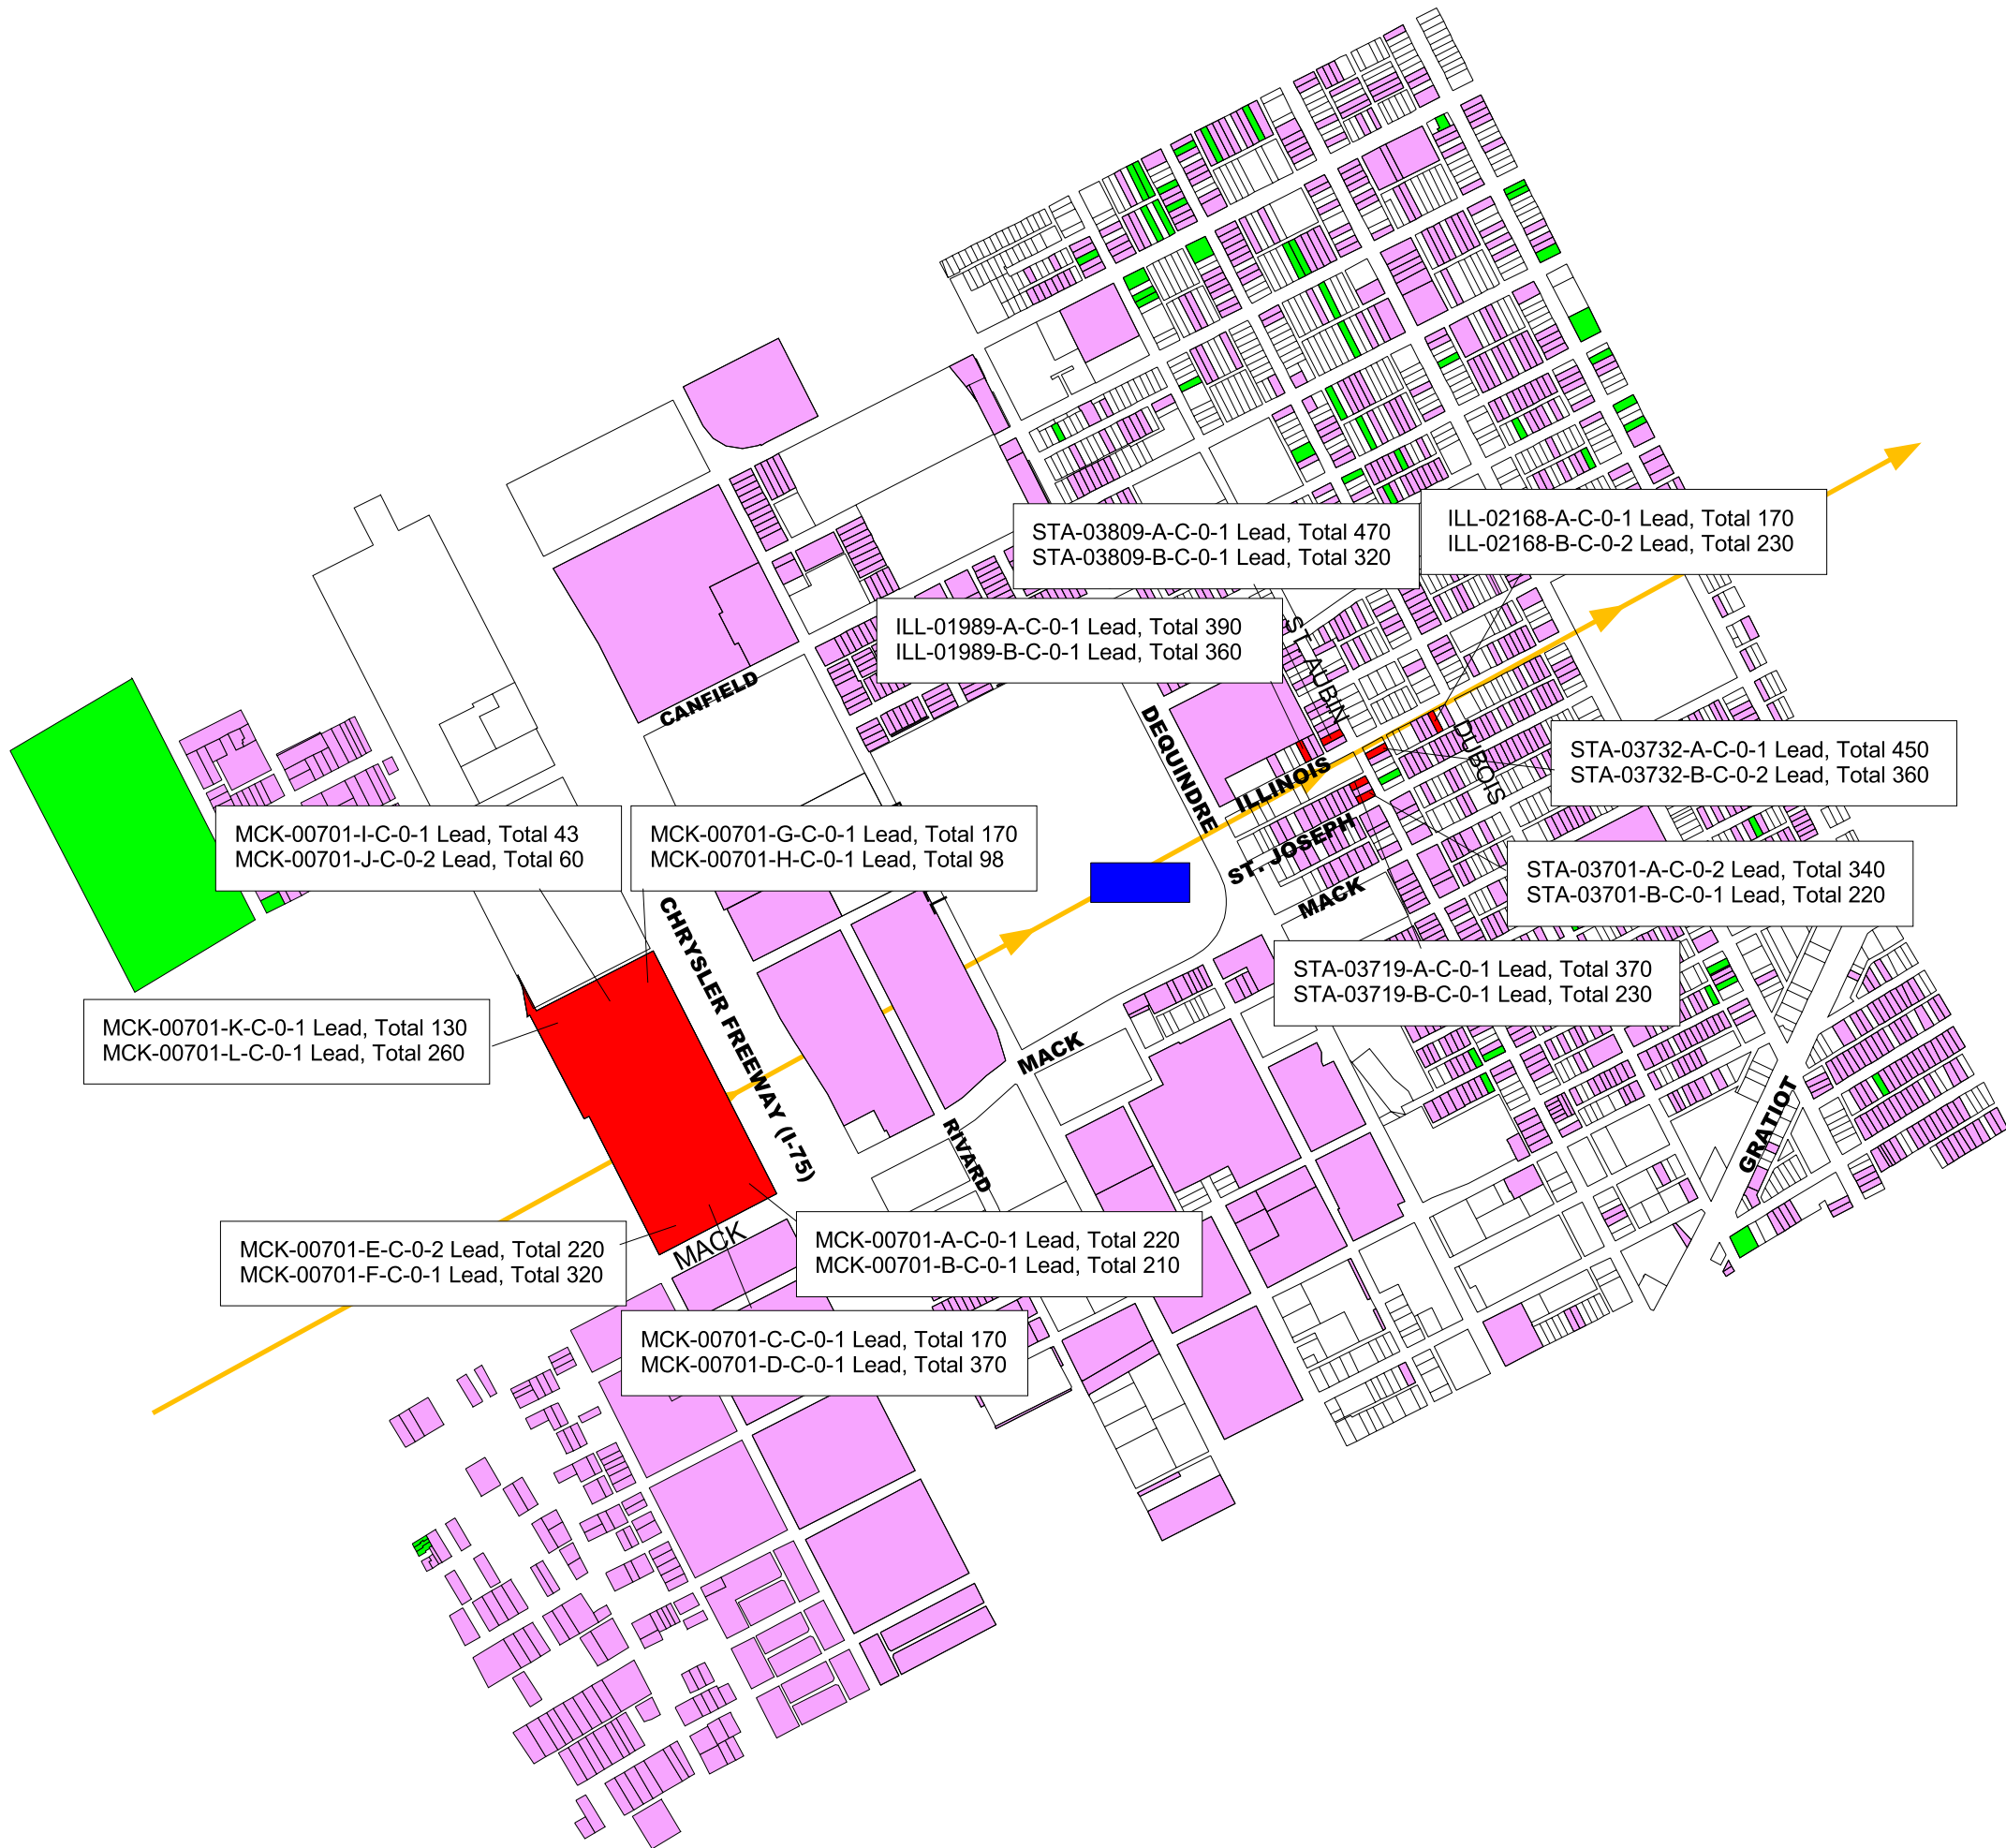 STA-03809-A-C-0-1 Lead, Total 470
STA-03809-B-C-0-1 Lead, Total 320
ILL-02168-A-C-0-1 Lead, Total 170
ILL-02168-B-C-0-2 Lead, Total 230
ILL-01989-A-C-0-1 Lead, Total 390
ILL-01989-B-C-0-1 Lead, Total 360
ST. AUBIN
CANFIELD
DEQUINDRE
DUBOIS
ILLINOIS
STA-03732-A-C-0-1 Lead, Total 450
STA-03732-B-C-0-2 Lead, Total 360
MCK-00701-I-C-0-1 Lead, Total 43
MCK-00701-J-C-0-2 Lead, Total 60
MCK-00701-G-C-0-1 Lead, Total 170
MCK-00701-H-C-0-1 Lead, Total 98
ST. JOSEPH
MACK
STA-03701-A-C-0-2 Lead, Total 340
STA-03701-B-C-0-1 Lead, Total 220
CHRYSLER FREEWAY (I-75)
STA-03719-A-C-0-1 Lead, Total 370
STA-03719-B-C-0-1 Lead, Total 230
MCK-00701-K-C-0-1 Lead, Total 130
MCK-00701-L-C-0-1 Lead, Total 260
MACK
RIVARD
GRATIOT
MACK
MCK-00701-E-C-0-2 Lead, Total 220
MCK-00701-F-C-0-1 Lead, Total 320
MCK-00701-A-C-0-1 Lead, Total 220
MCK-00701-B-C-0-1 Lead, Total 210
MCK-00701-C-C-0-1 Lead, Total 170
MCK-00701-D-C-0-1 Lead, Total 370